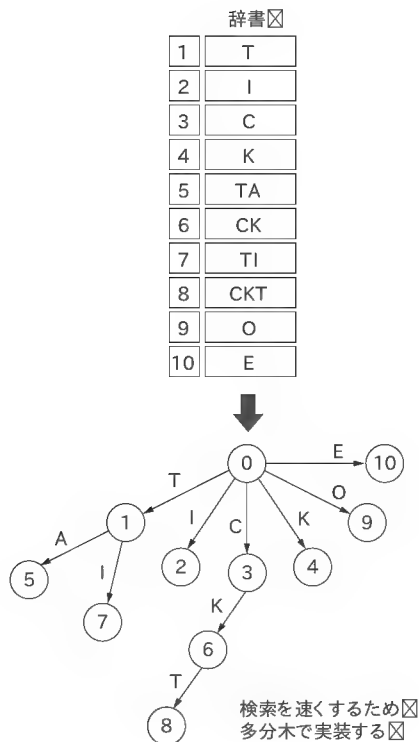 辞書
1 T
2 I
3 C
4 K
5 TA
6 CK
7 TI
8 CKT
9 O
10 E
E
0 10
T O
I C K
1 9
A I
2 3 4
5
7 K
6
T
8
検索を速くするため
多分木で実装する